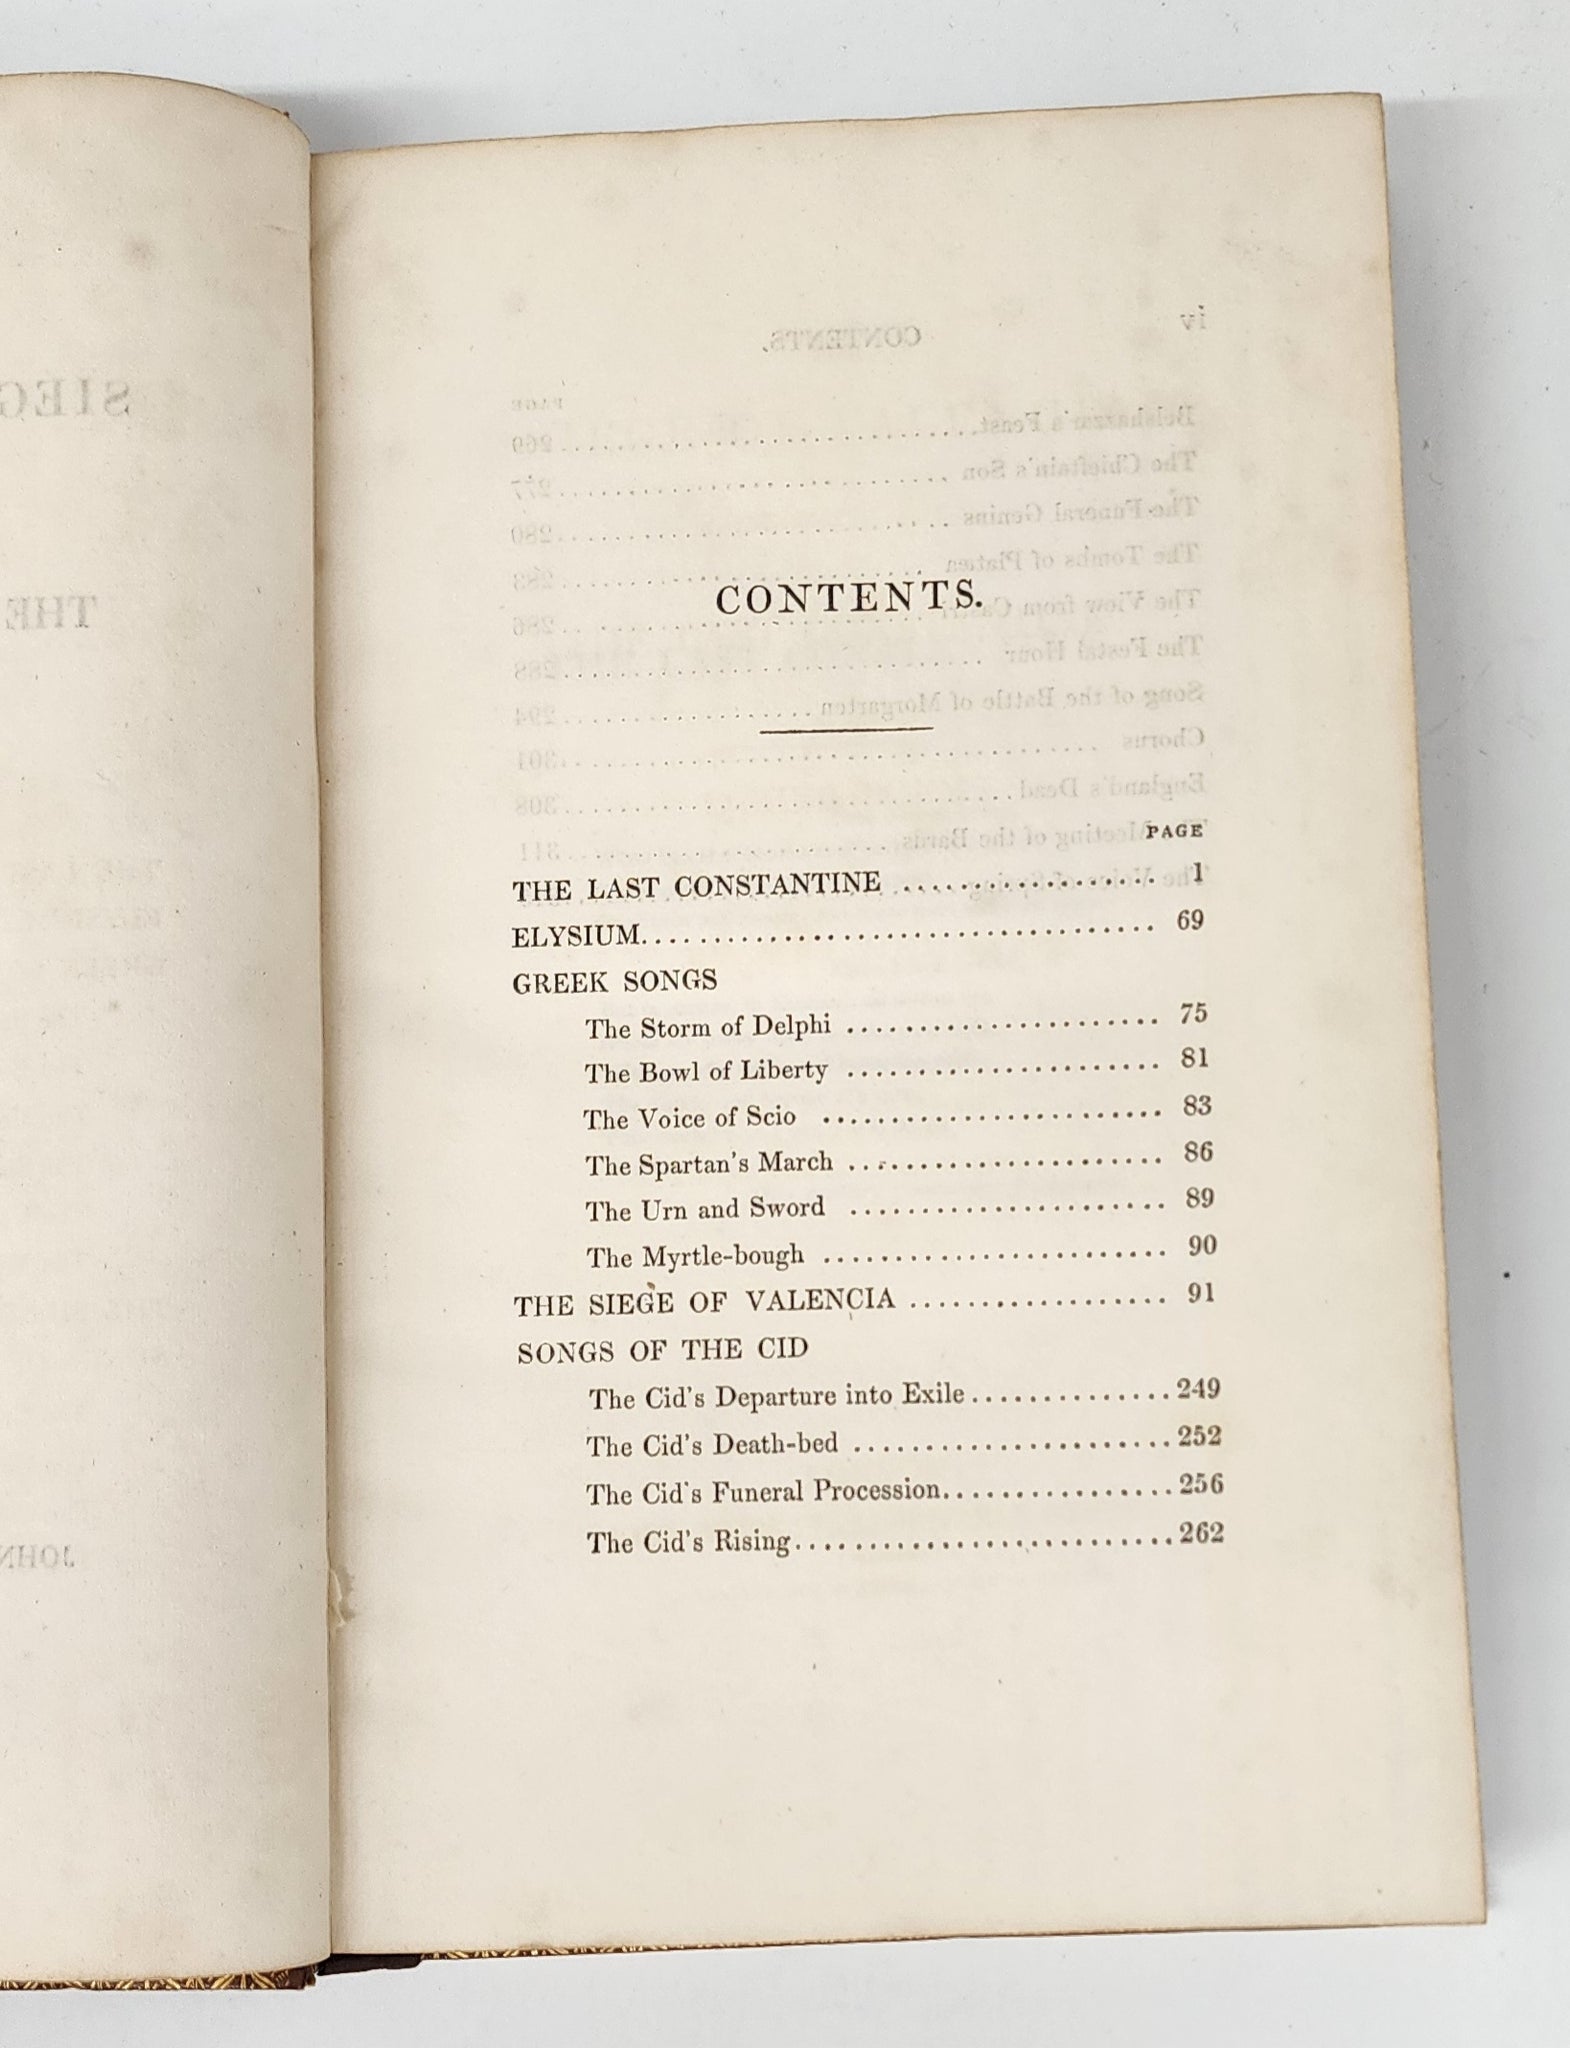 CONTENTS.
PAGE
THE LAST CONSTANTINE .................. 1
ELYSIUM.................................... 69
GREEK SONGS
The Storm of Delphi ...................... 75
The Bowl of Liberty ...................... 81
The Voice of Scio ........................ 83
The Spartan's March ...................... 86
The Urn and Sword ...................... 89
The Myrtle-bough ........................ 90
THE SIEGE OF VALENCIA .................. 91
SONGS OF THE CID
The Cid's Departure into Exile.............. 249
The Cid's Death-bed ...................... 252
The Cid's Funeral Procession................ 256
The Cid's Rising.......................... 262